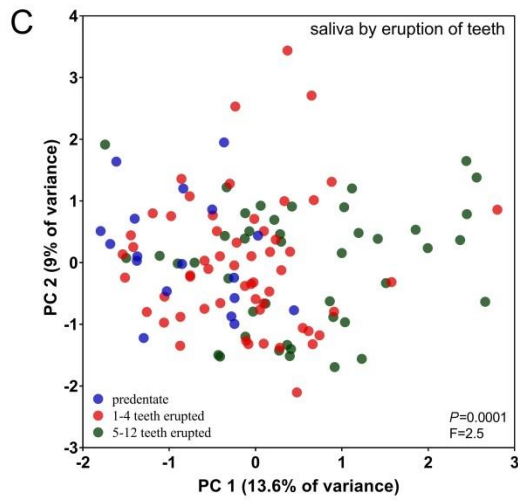 C
saliva by eruption of teeth
4
3
2
1
0
-1
-2
-3
PC 2 (9% of variance)
predentate
1-4 teeth erupted
5-12 teeth erupted
P=0.0001
F=2.5
-2
-1
0
1
2
3
PC 1 (13.6% of variance)